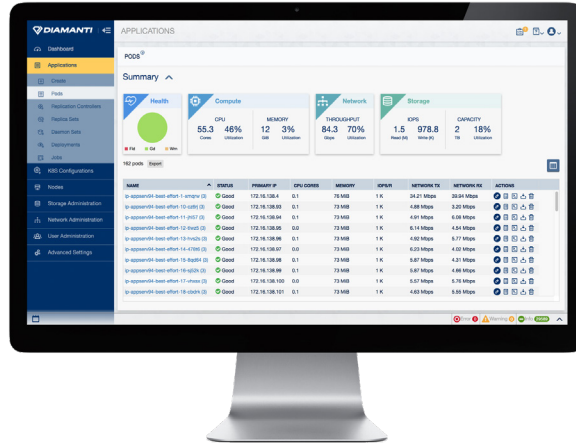 DIAMANTI
APPLICATIONS
Dashboard
Applications
Create
Pods
Replication Controllers
Replica Sets
Daemon Sets
Deployments
Jobs
K8S Configurations
Nodes
Storage Administration
Network Administration
User Administration
Advanced Settings
PODS
Summary
Health
Fld Gd Wrn
Compute
CPU MEMORY
55.3 46% 12 3%
Cores Utilization GiB Utilization
Network
THROUGHPUT
84.3 70%
Gbps Utilization
Storage
IOPS CAPACITY
1.5 978.8 2 18%
Read (M) Write (K) TB Utilization
192 pods Export
NAME STATUS PRIMARY IP CPU CORES MEMORY IOPS/R NETWORK TX NETWORK RX ACTIONS
Good 172.16.138.4 0.1 76 MiB 1 K 34.21 Mbps 39.94 Mbps
Good 172.16.138.93 0.1 73 MiB 1 K 4.88 Mbps 3.20 Mbps
Good 172.16.138.94 0.1 73 MiB 1 K 4.91 Mbps 6.09 Mbps
Good 172.16.138.95 0.0 73 MiB 1 K 6.14 Mbps 4.54 Mbps
Good 172.16.138.96 0.1 73 MiB 1 K 4.92 Mbps 5.77 Mbps
Good 172.16.138.97 0.0 73 MiB 1 K 6.23 Mbps 4.92 Mbps
Good 172.16.138.98 0.1 73 MiB 1 K 5.87 Mbps 4.31 Mbps
Good 172.16.138.99 0.1 73 MiB 1 K 5.87 Mbps 4.66 Mbps
Good 172.16.138.100 0.0 73 MiB 1 K 5.57 Mbps 5.76 Mbps
Good 172.16.138.101 0.1 73 MiB 1 K 4.63 Mbps 5.55 Mbps
Error Warning Info